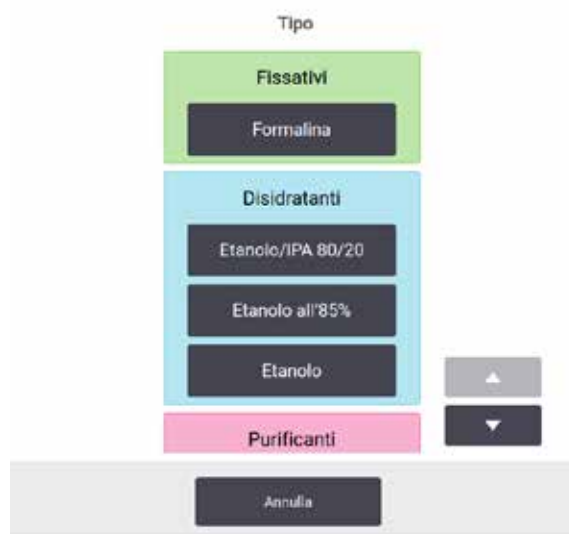 Tipo
Fissativi
Formalina
Disidratanti
Etanolo/IPA 80/20
Etanolo all'85%
Etanolo
Purificanti
Annulla